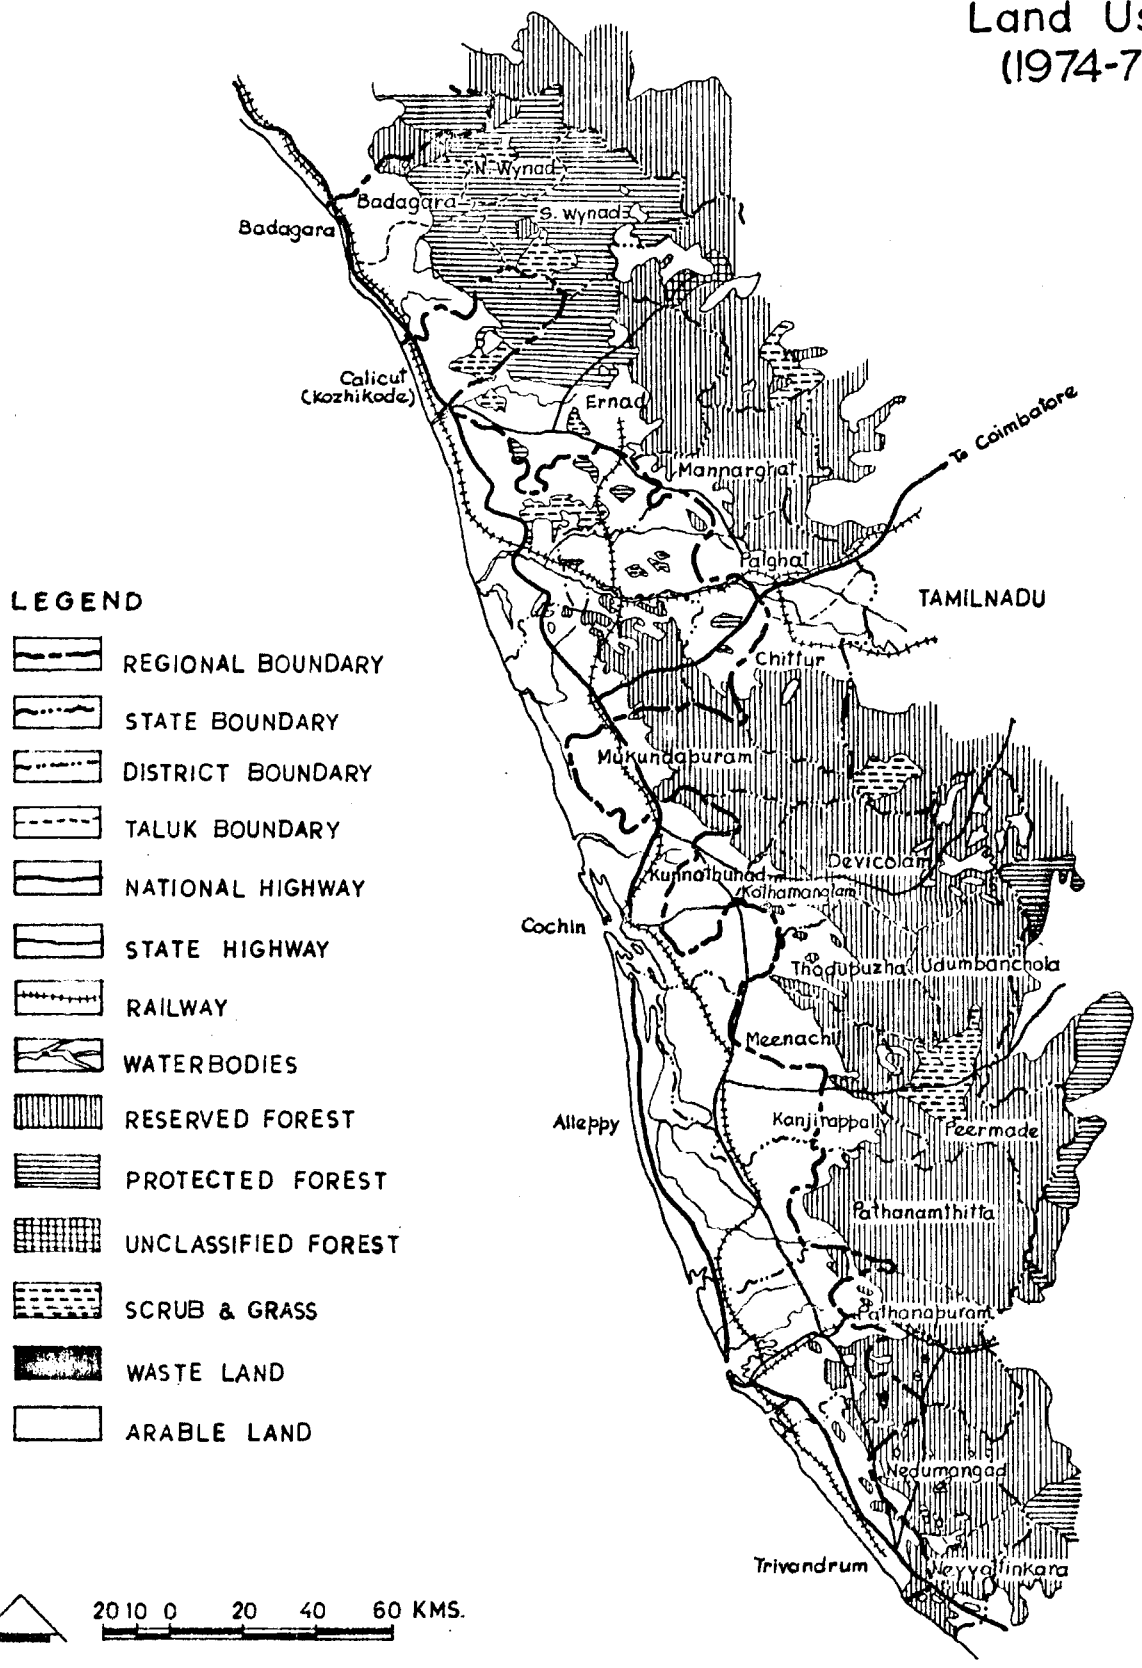 Land Us
(1974-7
N. Wynad
Badagara
S. Wynad
Badagara
Calicut
(Kozhikode)
Ernad
To Coimbatore
Mannarghat
Palghat
TAMILNADU
Chittur
Mukundapuram
Devicolam
Kunnathunad
Kothamangalam
Cochin
Thodupuzha
Udumbanchola
Meenachil
Alleppy
Kanjirappally
Peermade
Pathanamthitta
Pathanapuram
Nedumangad
Trivandrum
Neyyattinkara
LEGEND
REGIONAL BOUNDARY
STATE BOUNDARY
DISTRICT BOUNDARY
TALUK BOUNDARY
NATIONAL HIGHWAY
STATE HIGHWAY
RAILWAY
WATERBODIES
RESERVED FOREST
PROTECTED FOREST
UNCLASSIFIED FOREST
SCRUB & GRASS
WASTE LAND
ARABLE LAND
20 10 0 20 40 60 KMS.